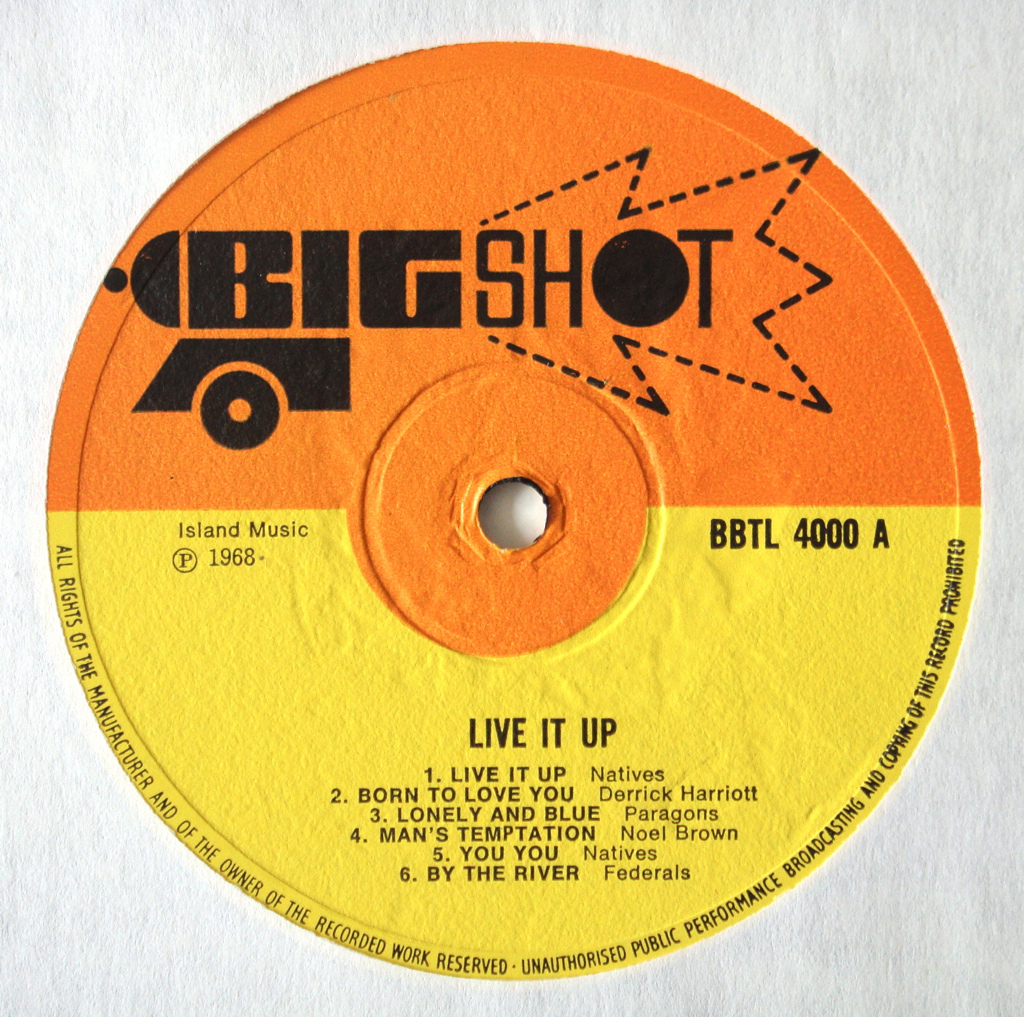 BIGSHOT
Island Music
Ⓟ 1968
BBTL 4000 A
LIVE IT UP
1. LIVE IT UP Natives
2. BORN TO LOVE YOU Derrick Harriott
3. LONELY AND BLUE Paragons
4. MAN'S TEMPTATION Noel Brown
5. YOU YOU Natives
6. BY THE RIVER Federals
ALL RIGHTS OF THE MANUFACTURER AND OF THE OWNER OF THE RECORDED WORK RESERVED · UNAUTHORISED PUBLIC PERFORMANCE BROADCASTING AND COPYING OF THIS RECORD PROHIBITED